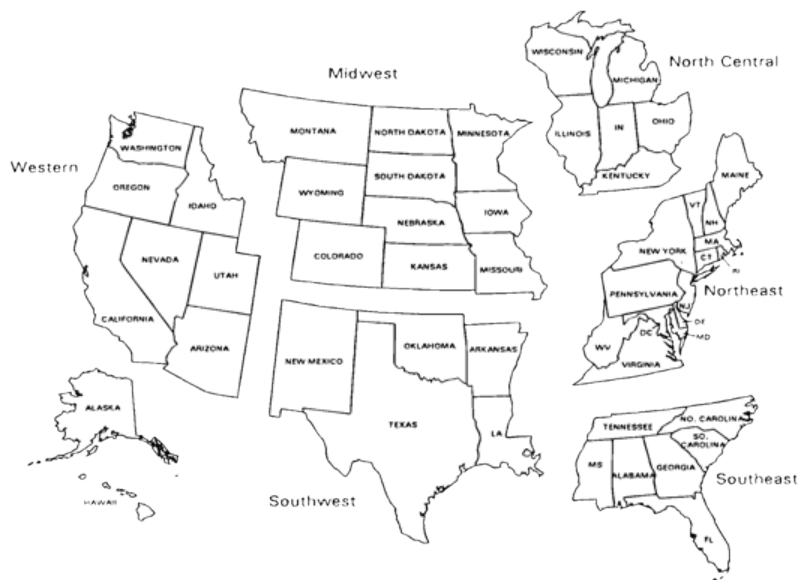 Western
WASHINGTON
OREGON
IDAHO
NEVADA
UTAH
CALIFORNIA
ARIZONA
ALASKA
HAWAII
Midwest
MONTANA
NORTH DAKOTA
MINNESOTA
SOUTH DAKOTA
WYOMING
NEBRASKA
IOWA
COLORADO
KANSAS
MISSOURI
NEW MEXICO
OKLAHOMA
ARKANSAS
TEXAS
LA
Southwest
North Central
WISCONSIN
MICHIGAN
ILLINOIS
IN
OHIO
KENTUCKY
MAINE
VT
NH
MA
NEW YORK
CT
RI
PENNSYLVANIA
NJ
Northeast
DE
DC
MD
WV
VIRGINIA
TENNESSEE
NO. CAROLINA
SO.
CAROLINA
MS
ALABAMA
GEORGIA
Southeast
FL